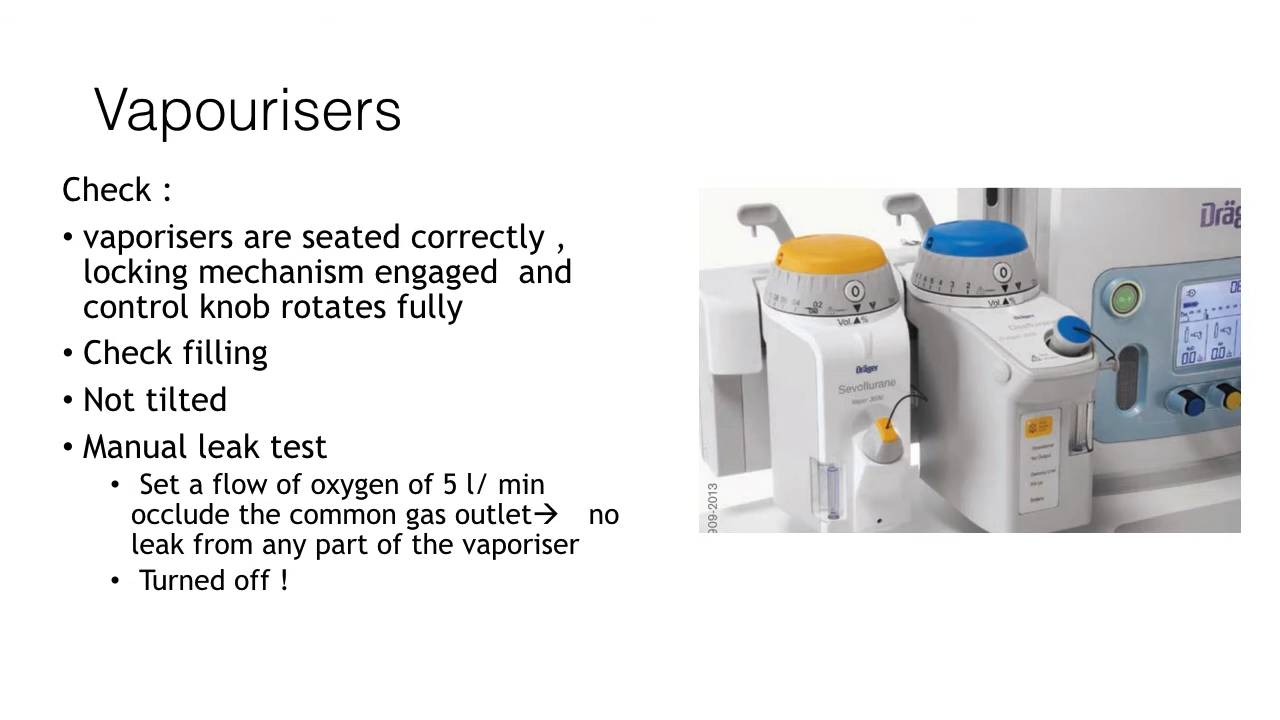 Vapourisers
Check :
• vaporisers are seated correctly ,
locking mechanism engaged  and
control knob rotates fully
• Check filling
• Not tilted
• Manual leak test
• Set a flow of oxygen of 5 l/ min
occlude the common gas outlet→ no
leak from any part of the vaporiser
• Turned off !
Dräg
0
0
Vol.▲%
Vol.▲%
Dräger
Sevoflurane
909-2013